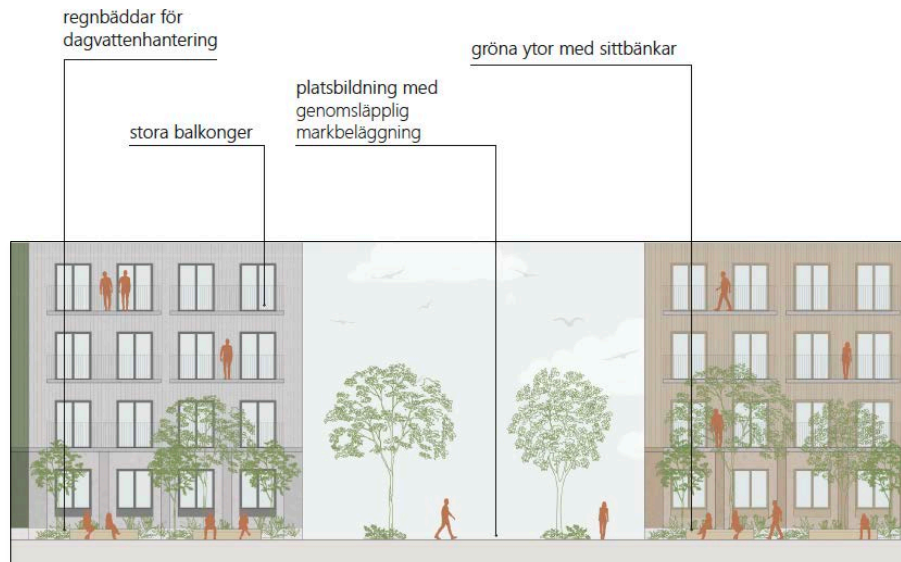 regnbäddar för
dagvattenhantering
stora balkonger
platsbildning med
genomsläpplig
markbeläggning
gröna ytor med sittbänkar